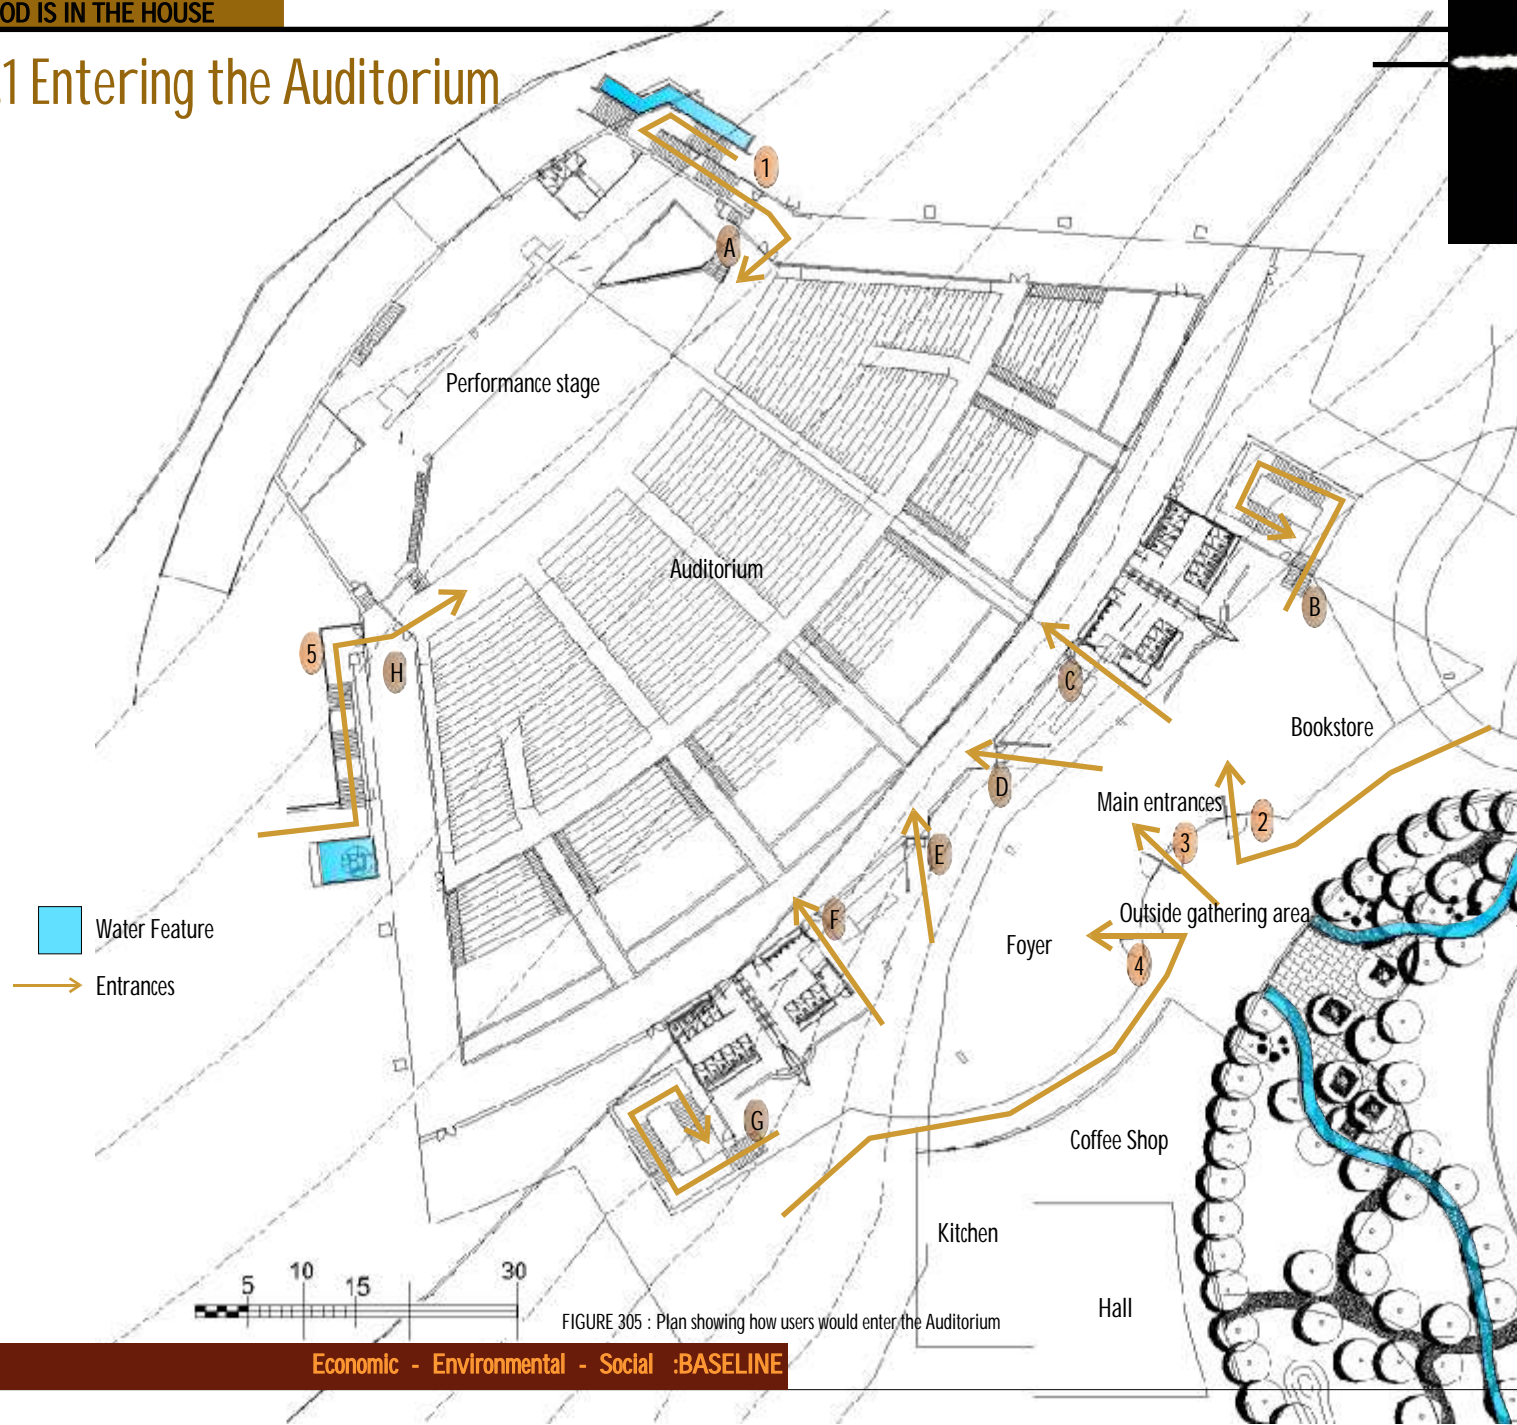 OD IS IN THE HOUSE
1 Entering the Auditorium
1
A
Performance stage
Auditorium
B
5
H
C
Bookstore
D
Main entrances
2
3
E
Outside gathering area
F
Water Feature
Foyer
4
Entrances
G
Coffee Shop
Kitchen
5 10 15 30
Hall
FIGURE 305 : Plan showing how users would enter the Auditorium
Economic - Environmental - Social :BASELINE